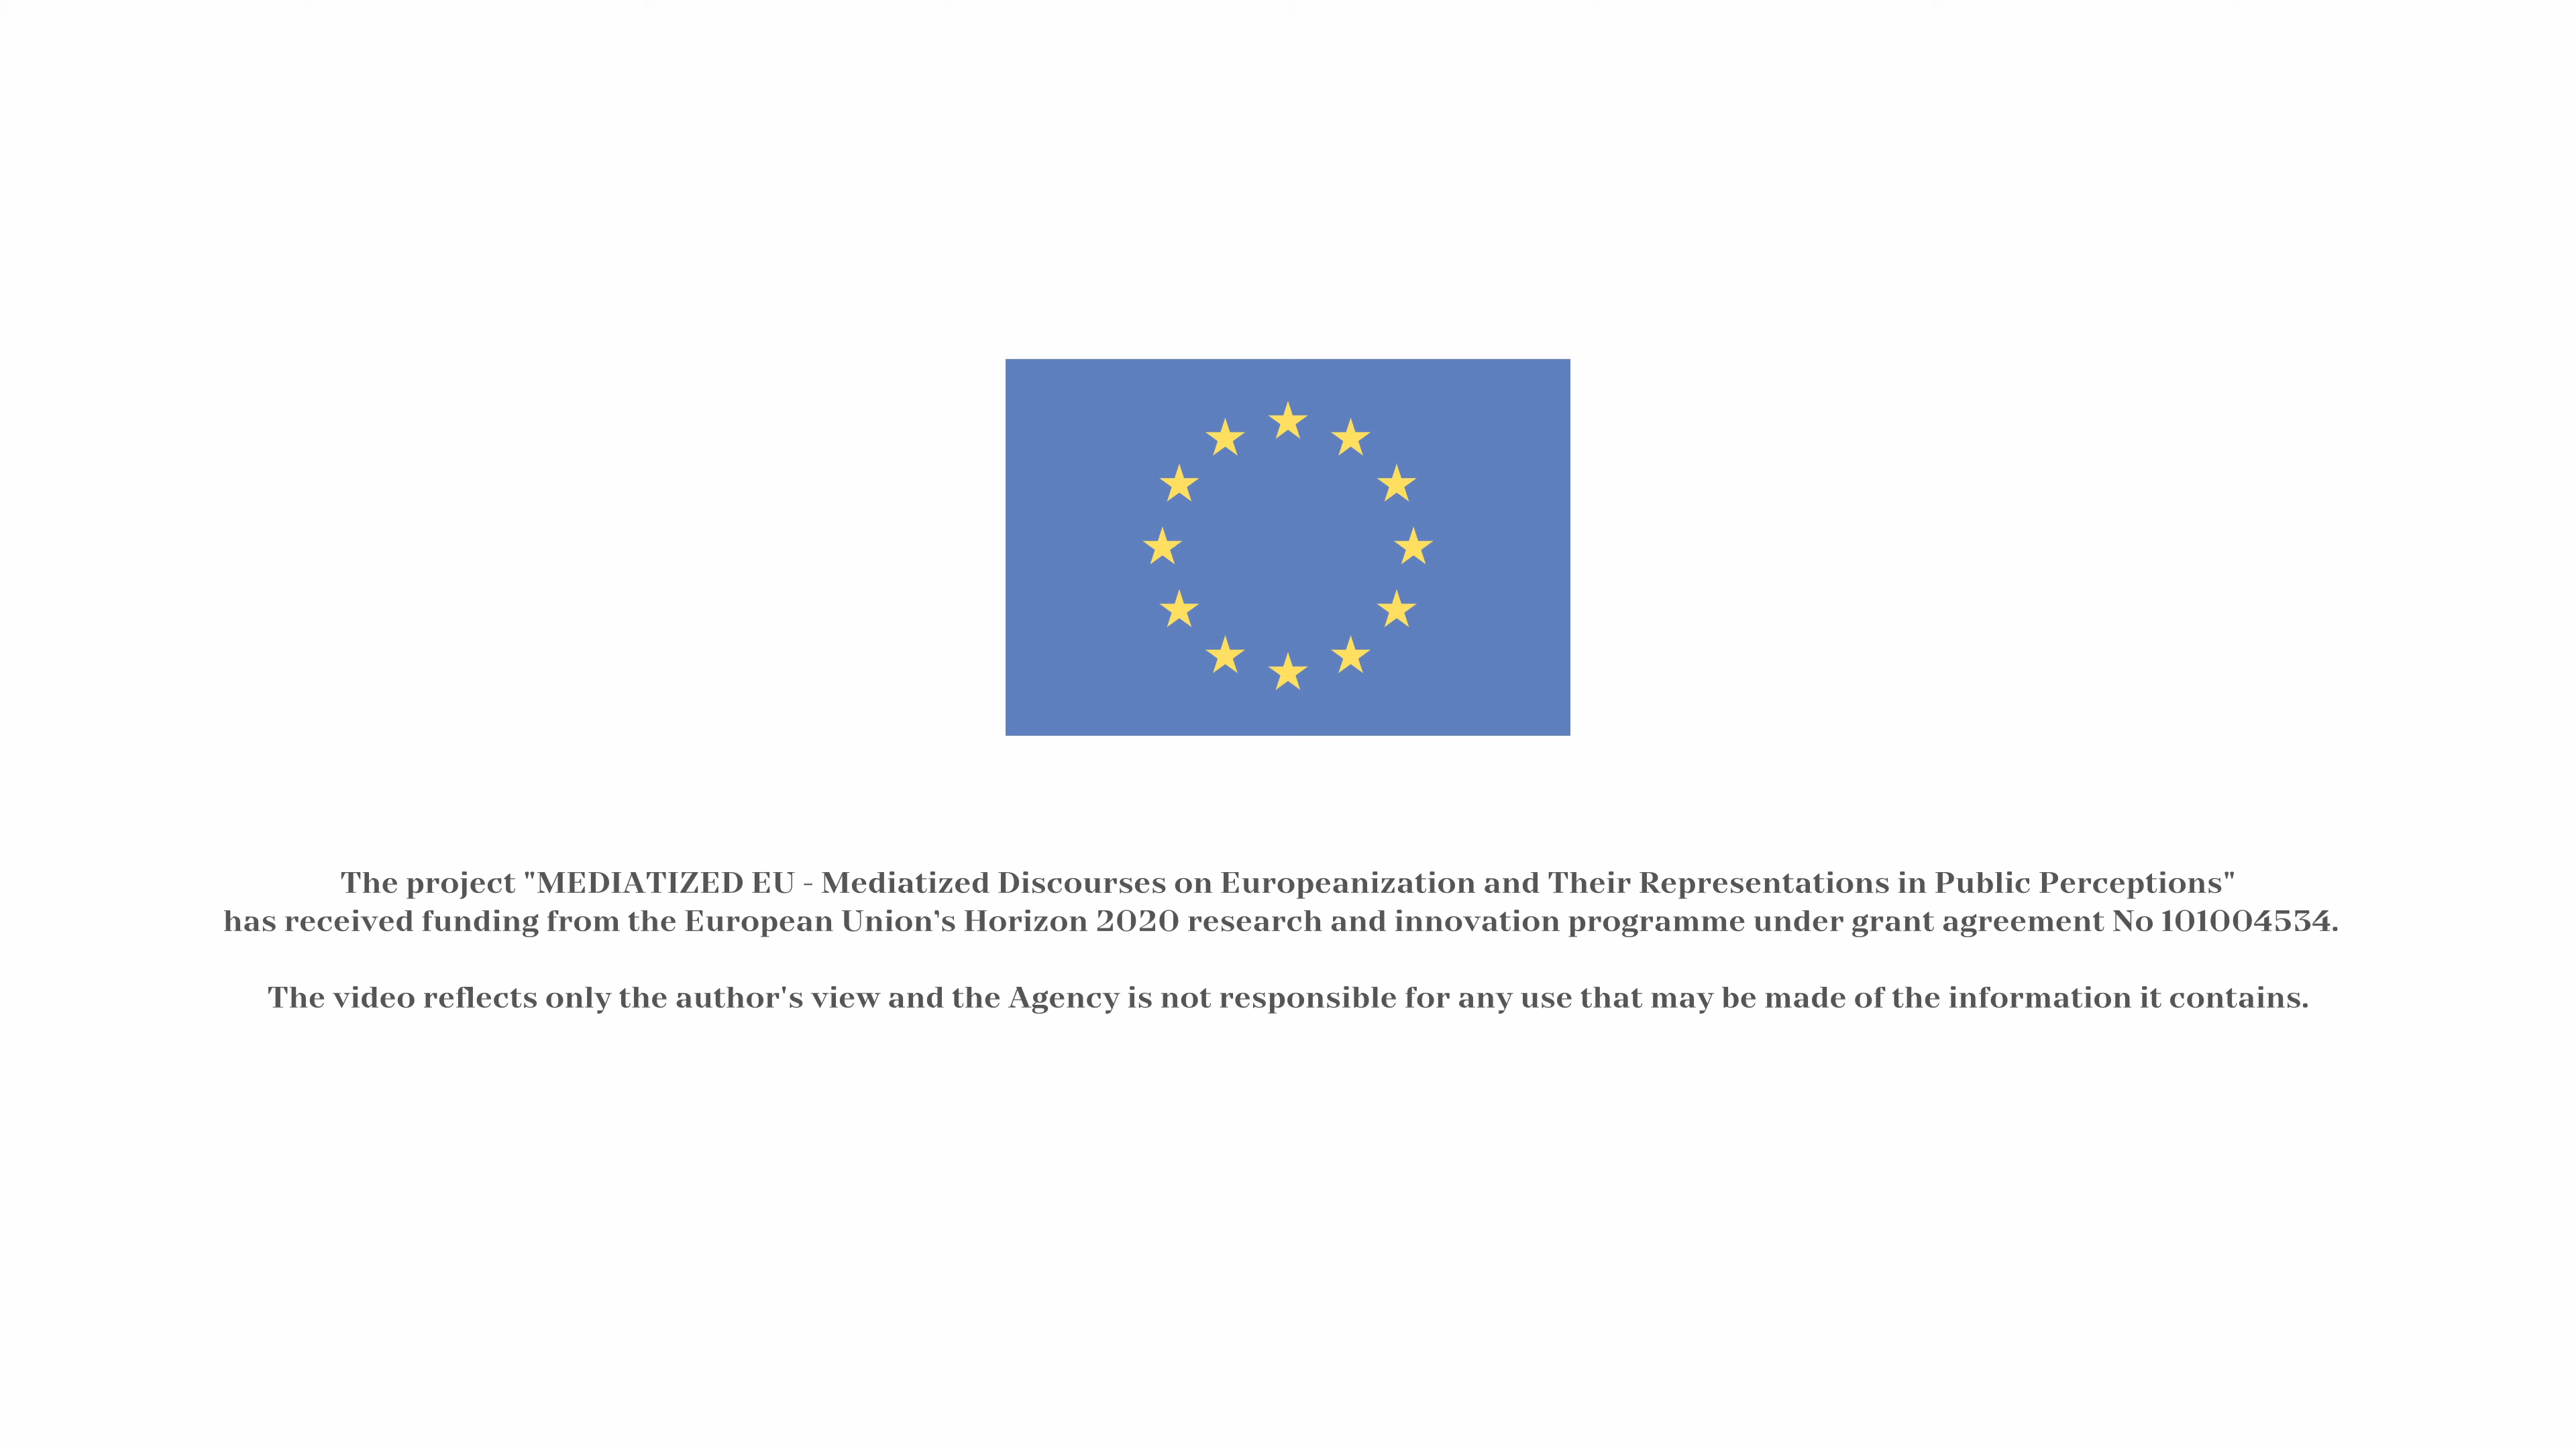 The project "MEDIATIZED EU - Mediatized Discourses on Europeanization and Their Representations in Public Perceptions"
has received funding from the European Union's Horizon 2020 research and innovation programme under grant agreement No 101004534.
The video reflects only the author's view and the Agency is not responsible for any use that may be made of the information it contains.